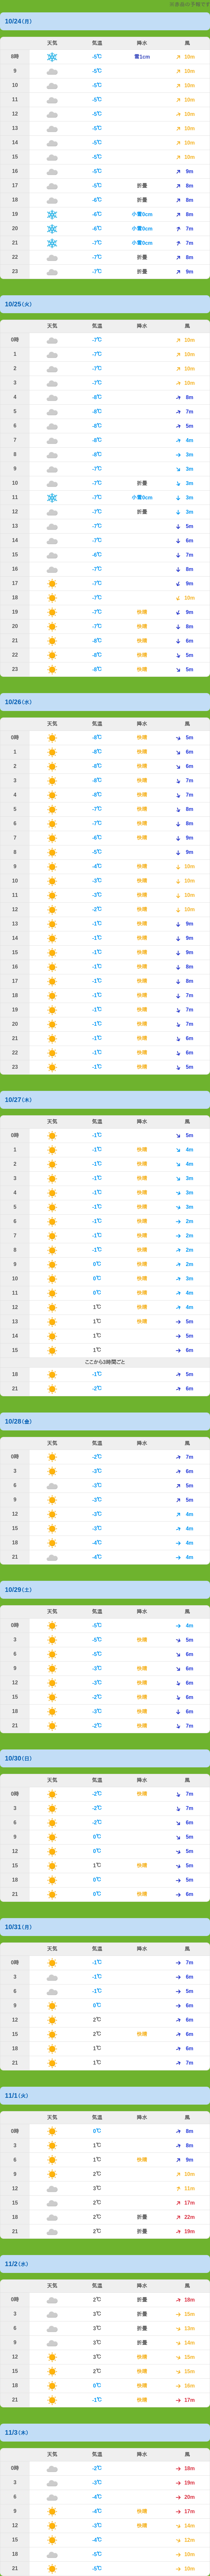 の予報です
10/24(月)
天気 気温 降水 風
8時 -5℃ 雪1cm 10m
9 -5℃ 10m
10 -5℃ 10m
11 -5℃ 10m
12 -5℃ 10m
13 -5℃ 10m
14 -5℃ 10m
15 -5℃ 10m
16 -5℃ 9m
17 -5℃ 折畳 8m
18 -6℃ 折畳 8m
19 -6℃ 小雪0cm 8m
20 -6℃ 小雪0cm 7m
21 -7℃ 小雪0cm 7m
22 -7℃ 折畳 8m
23 -7℃ 折畳 9m
10/25(火)
天気 気温 降水 風
0時 -7℃ 10m
1 -7℃ 10m
2 -7℃ 10m
3 -7℃ 10m
4 -8℃ 8m
5 -8℃ 7m
6 -8℃ 5m
7 -8℃ 4m
8 -8℃ 3m
9 -7℃ 3m
10 -7℃ 折畳 3m
11 -7℃ 小雪0cm 3m
12 -7℃ 折畳 3m
13 -7℃ 5m
14 -7℃ 6m
15 -6℃ 7m
16 -7℃ 8m
17 -7℃ 9m
18 -7℃ 10m
19 -7℃ 快晴 9m
20 -7℃ 快晴 8m
21 -8℃ 快晴 6m
22 -8℃ 快晴 5m
23 -8℃ 快晴 5m
10/26(水)
天気 気温 降水 風
0時 -8℃ 快晴 5m
1 -8℃ 快晴 6m
2 -8℃ 快晴 6m
3 -8℃ 快晴 7m
4 -8℃ 快晴 7m
5 -7℃ 快晴 8m
6 -7℃ 快晴 8m
7 -6℃ 快晴 9m
8 -5℃ 9m
9 -4℃ 快晴 10m
10 -3℃ 快晴 10m
11 -3℃ 快晴 10m
12 -2℃ 快晴 10m
13 -1℃ 快晴 9m
14 -1℃ 快晴 9m
15 -1℃ 快晴 9m
16 -1℃ 快晴 8m
17 -1℃ 快晴 8m
18 -1℃ 快晴 7m
19 -1℃ 快晴 7m
20 -1℃ 快晴 7m
21 -1℃ 快晴 6m
22 -1℃ 快晴 6m
23 -1℃ 快晴 5m
10/27(木)
天気 気温 降水 風
0時 -1℃ 5m
1 -1℃ 快晴 4m
2 -1℃ 快晴 4m
3 -1℃ 快晴 3m
4 -1℃ 快晴 3m
5 -1℃ 快晴 3m
6 -1℃ 快晴 2m
7 -1℃ 快晴 2m
8 -1℃ 快晴 2m
9 0℃ 快晴 2m
10 0℃ 快晴 3m
11 0℃ 快晴 4m
12 1℃ 快晴 4m
13 1℃ 快晴 5m
14 1℃ 5m
15 1℃ 6m
ここから3時間ごと
18 -1℃ 5m
21 -2℃ 6m
10/28(金)
天気 気温 降水 風
0時 -2℃ 7m
3 -3℃ 6m
6 -3℃ 5m
9 -3℃ 5m
12 -3℃ 4m
15 -3℃ 4m
18 -4℃ 4m
21 -4℃ 4m
10/29(土)
天気 気温 降水 風
0時 -5℃ 4m
3 -5℃ 快晴 5m
6 -5℃ 快晴 5m
9 -3℃ 快晴 6m
12 -3℃ 快晴 6m
15 -2℃ 快晴 6m
18 -3℃ 快晴 6m
21 -2℃ 快晴 7m
10/30(日)
天気 気温 降水 風
0時 -2℃ 快晴 7m
3 -2℃ 7m
6 -2℃ 6m
9 0℃ 5m
12 0℃ 5m
15 1℃ 快晴 5m
18 0℃ 5m
21 0℃ 快晴 6m
10/31(月)
天気 気温 降水 風
0時 -1℃ 7m
3 -1℃ 6m
6 -1℃ 5m
9 0℃ 6m
12 2℃ 6m
15 2℃ 快晴 6m
18 1℃ 6m
21 1℃ 7m
11/1(火)
天気 気温 降水 風
0時 0℃ 8m
3 1℃ 8m
6 1℃ 快晴 9m
9 2℃ 10m
12 3℃ 11m
15 2℃ 17m
18 2℃ 折畳 22m
21 2℃ 折畳 19m
11/2(水)
天気 気温 降水 風
0時 2℃ 折畳 18m
3 3℃ 折畳 15m
6 3℃ 折畳 13m
9 3℃ 折畳 14m
12 3℃ 快晴 15m
15 2℃ 快晴 15m
18 0℃ 快晴 16m
21 -1℃ 快晴 17m
11/3(木)
天気 気温 降水 風
0時 -2℃ 18m
3 -3℃ 19m
6 -4℃ 20m
9 -4℃ 快晴 17m
12 -3℃ 快晴 14m
15 -4℃ 12m
18 -5℃ 10m
21 -5℃ 10m